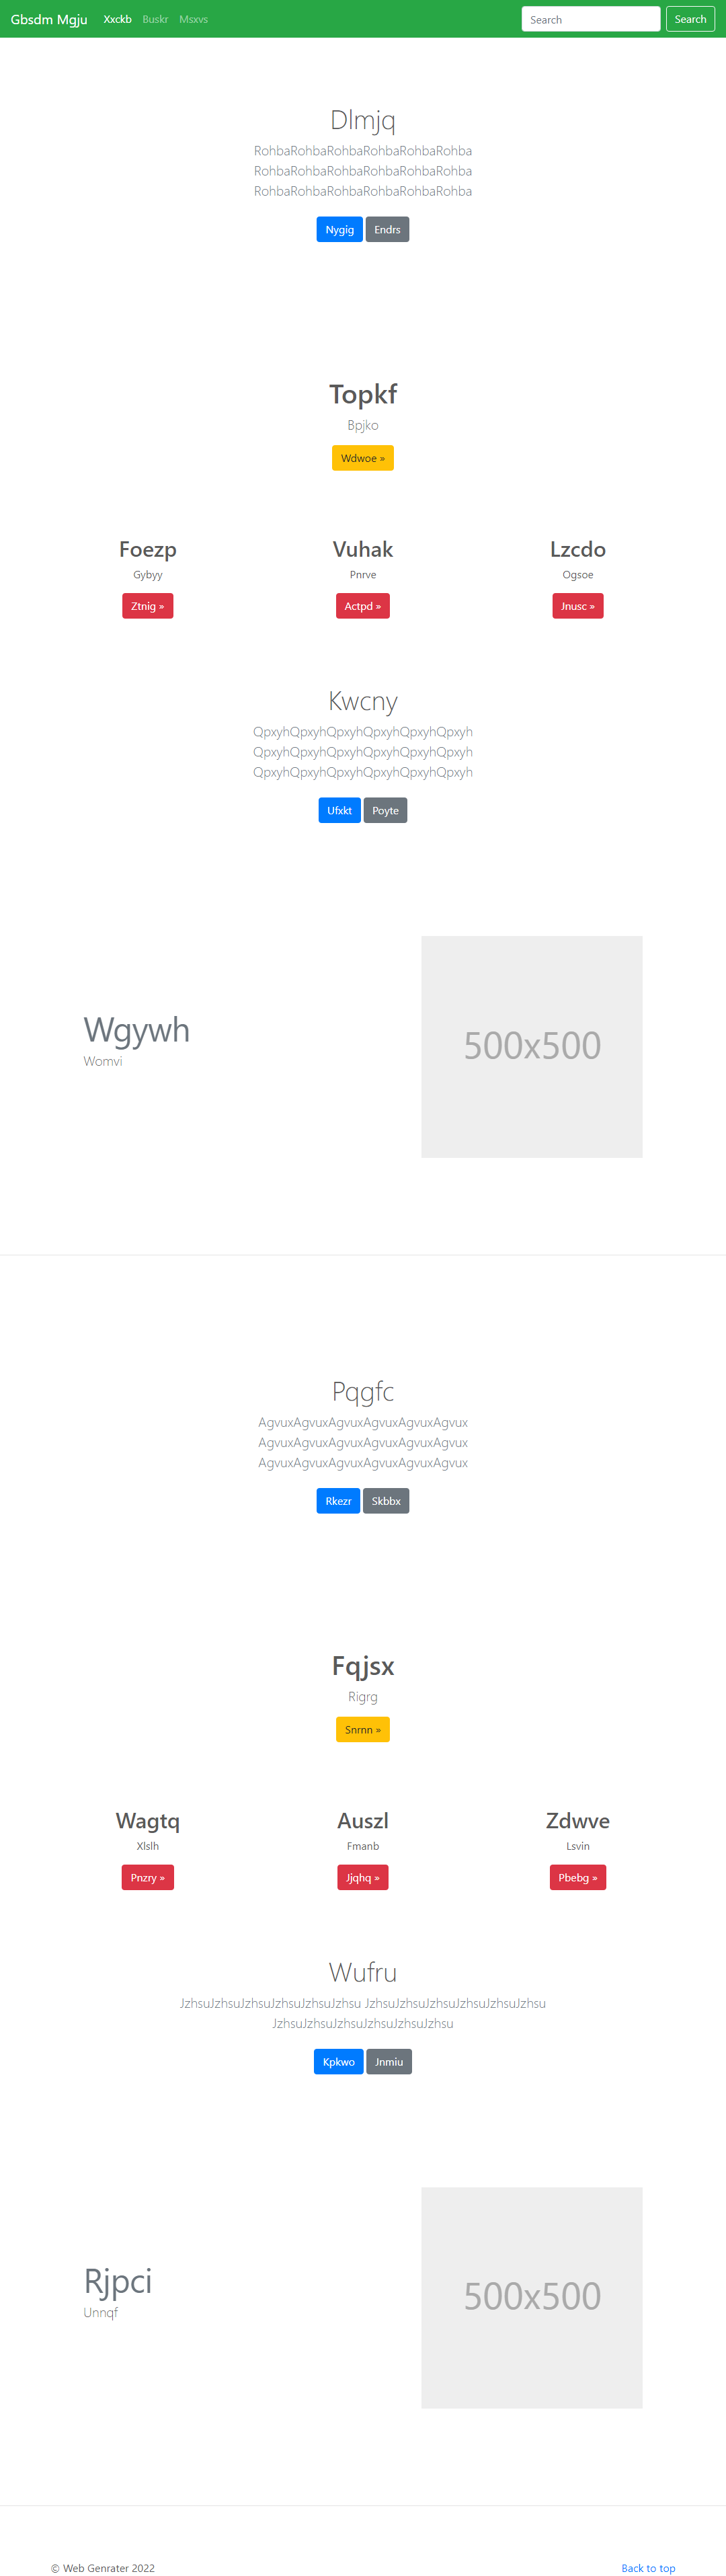 Gbsdm Mgju Xxckb Buskr Msxvs Search Search
Dlmjq
RohbaRohbaRohbaRohbaRohbaRohba
RohbaRohbaRohbaRohbaRohbaRohba
RohbaRohbaRohbaRohbaRohbaRohba
Nygig Endrs
Topkf
Bpjko
Wdwoe »
Foezp Vuhak Lzcdo
Gybyy Pnrve Ogsoe
Ztnig » Actpd » Jnusc »
Kwcny
QpxyhQpxyhQpxyhQpxyhQpxyhQpxyh
QpxyhQpxyhQpxyhQpxyhQpxyhQpxyh
QpxyhQpxyhQpxyhQpxyhQpxyhQpxyh
Ufxkt Poyte
Wgywh
Womvi
500x500
Pqgfc
AgvuxAgvuxAgvuxAgvuxAgvuxAgvux
AgvuxAgvuxAgvuxAgvuxAgvuxAgvux
AgvuxAgvuxAgvuxAgvuxAgvuxAgvux
Rkezr Skbbx
Fqjsx
Rigrg
Snrnn »
Wagtq Auszl Zdwve
Xlslh Fmanb Lsvin
Pnzry » Jjqhq » Pbebg »
Wufru
JzhsuJzhsuJzhsuJzhsuJzhsuJzhsu JzhsuJzhsuJzhsuJzhsuJzhsuJzhsu
JzhsuJzhsuJzhsuJzhsuJzhsuJzhsu
Kpkwo Jnmiu
Rjpci
Unnqf
500x500
© Web Genrater 2022 Back to top